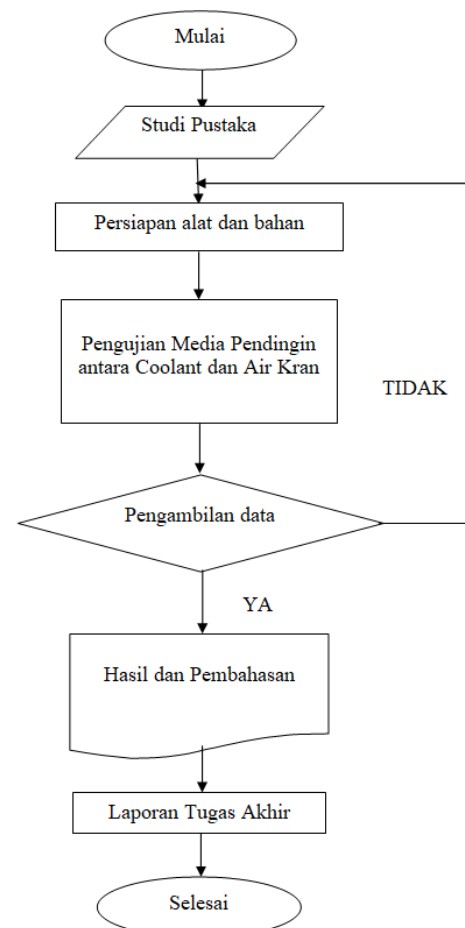 Mulai
Studi Pustaka
Persiapan alat dan bahan
Pengujian Media Pendingin
antara Coolant dan Air Kran
TIDAK
Pengambilan data
YA
Hasil dan Pembahasan
Laporan Tugas Akhir
Selesai